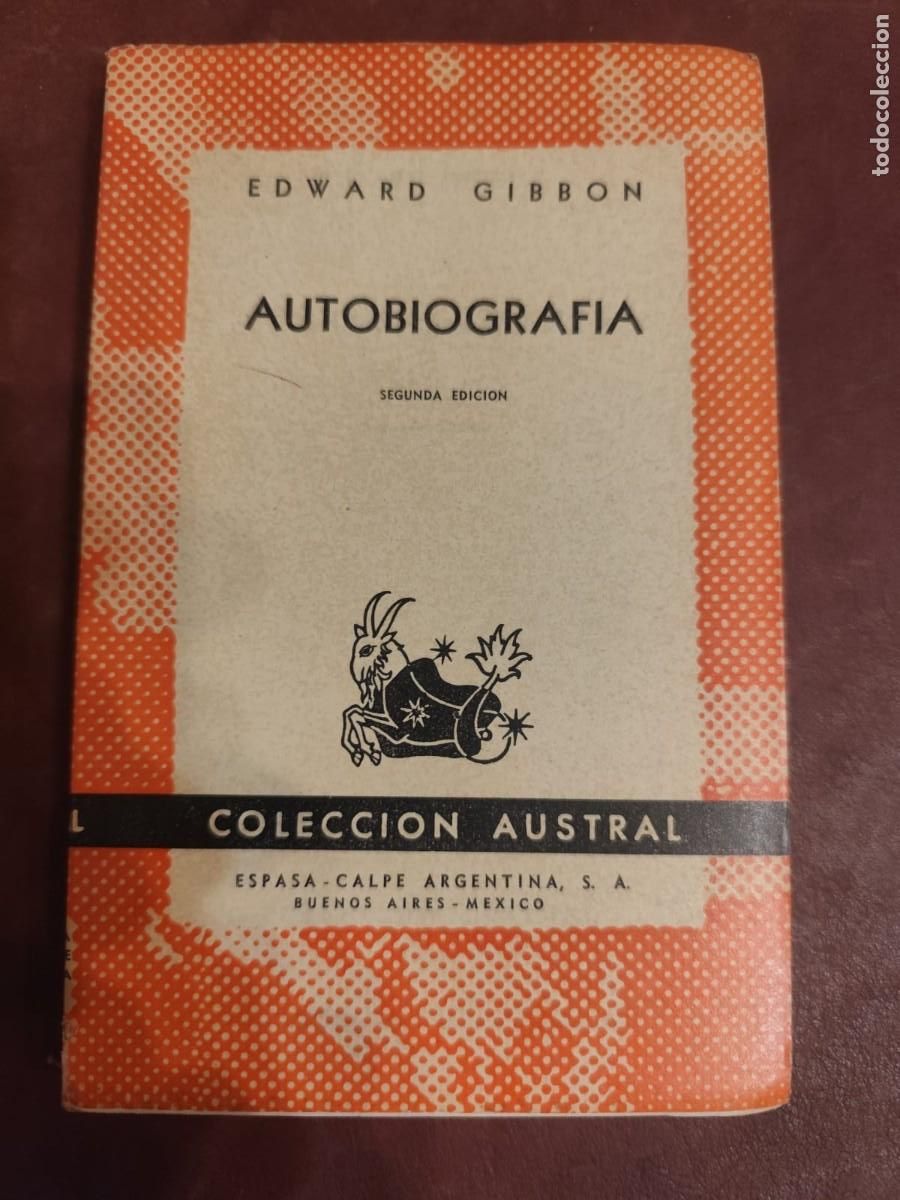 EDWARD GIBBON
AUTOBIOGRAFIA
SEGUNDA EDICION
L COLECCION AUSTRAL
ESPASA-CALPE ARGENTINA, S. A.
BUENOS AIRES-MEXICO
E
A
todocoleccion